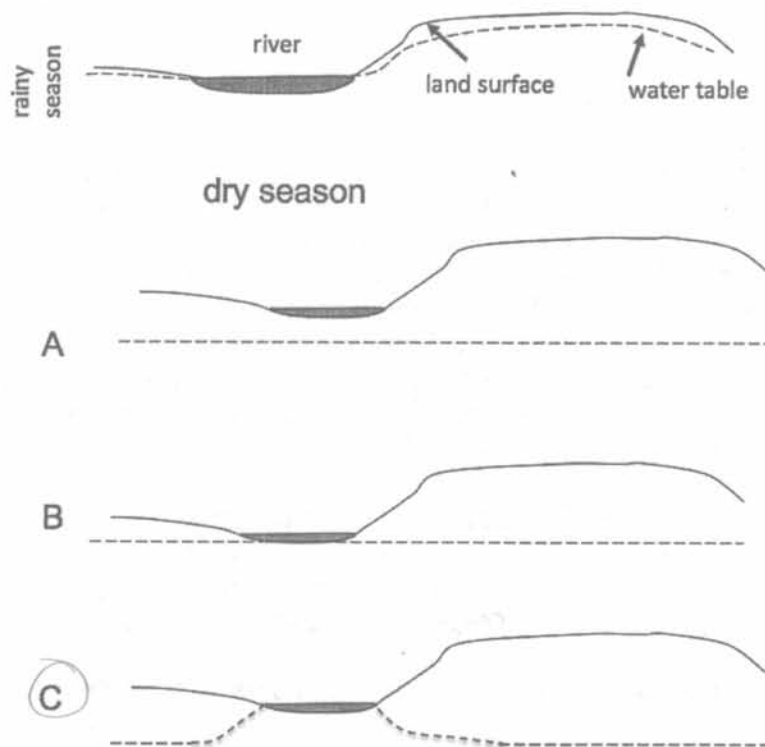 rainy
season
river
land surface
water table
dry season
A
B
C